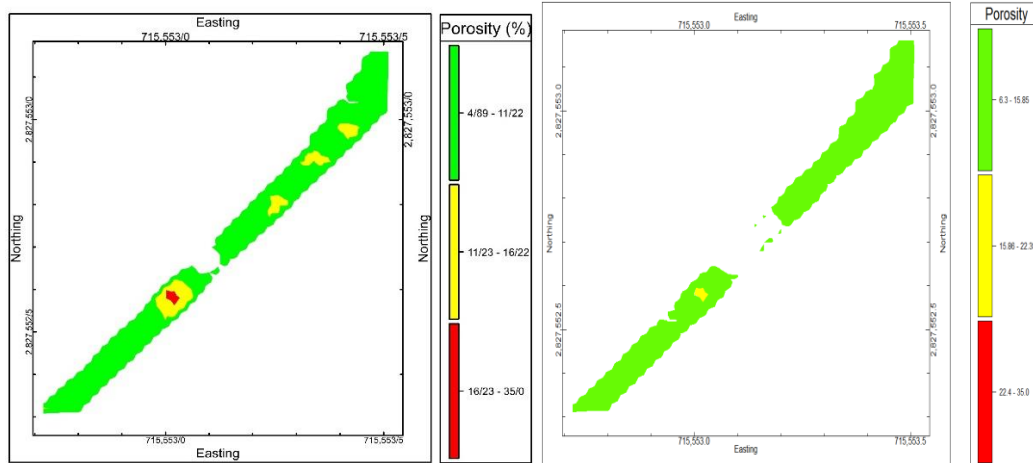 Easting
715,553/0 715,553/5
2,827,553/0
2,827,552/5
Northing
2,827,553/0
Northing
715,553/0 715,553/5
Easting
Porosity (%)
4/89 - 11/22
11/23 - 16/22
16/23 - 35/0
Easting
715,553.0 715,553.5
2,827,553.0
2,827,552.5
Northing
2,827,553.0
2,827,552.5
Northing
715,553.0 715,553.5
Easting
Porosity
6.3 - 15.85
15.86 - 22.3
22.4 - 35.0